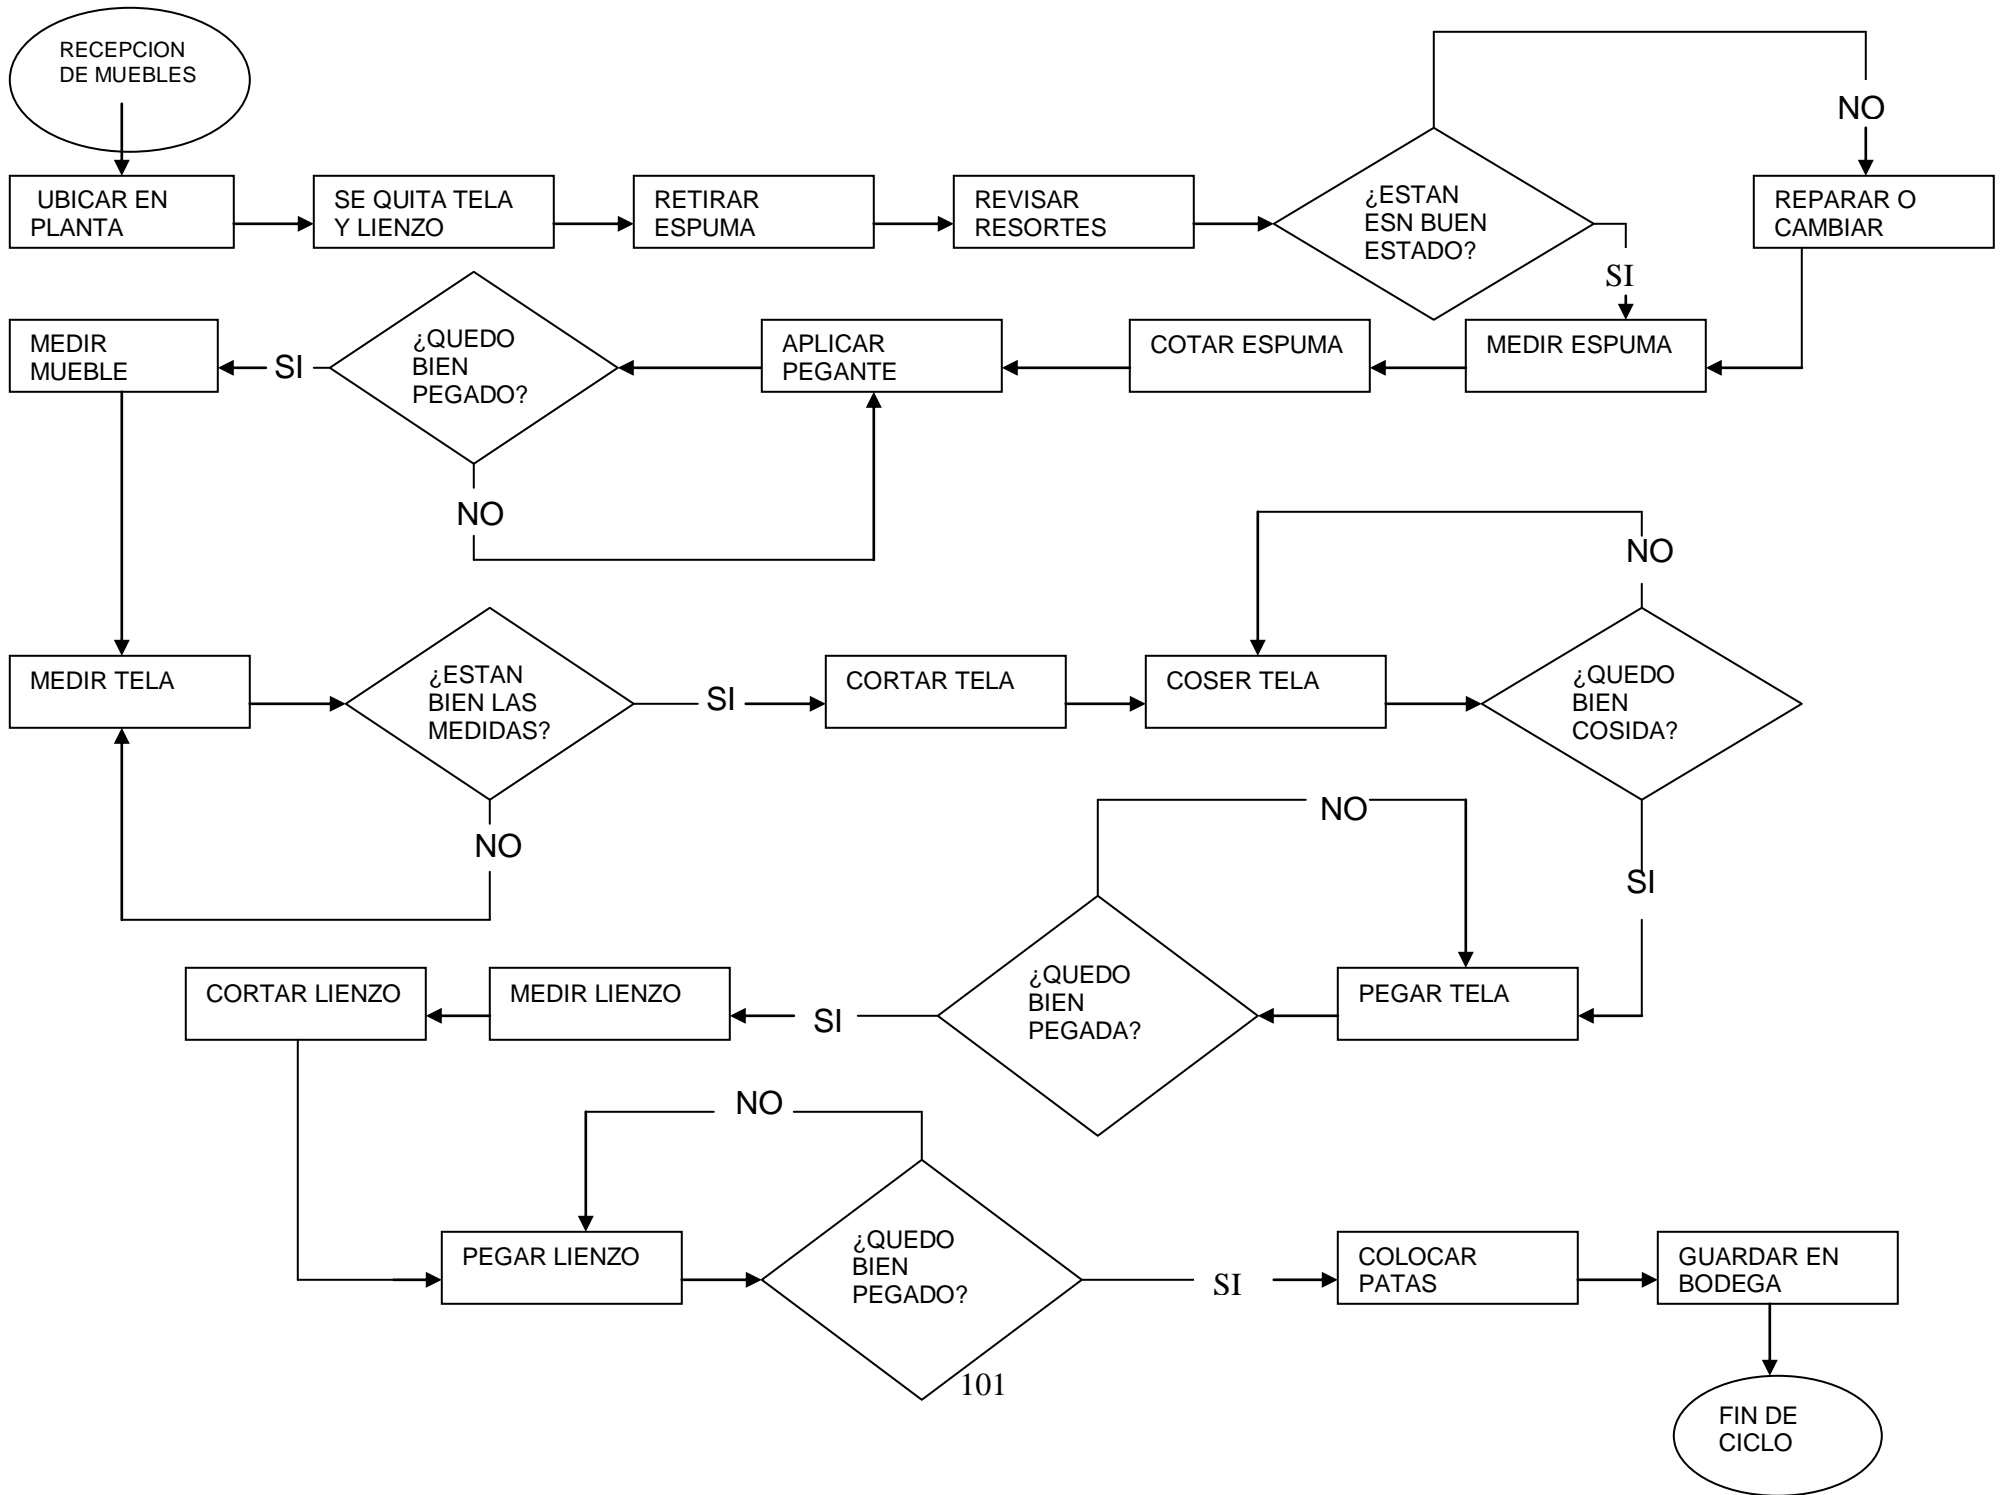 RECEPCION
DE MUEBLES
NO
UBICAR EN
PLANTA
SE QUITA TELA
Y LIENZO
RETIRAR
ESPUMA
REVISAR
RESORTES
¿ESTAN
ESN BUEN
ESTADO?
REPARAR O
CAMBIAR
SI
MEDIR
MUEBLE
SI
¿QUEDO
BIEN
PEGADO?
APLICAR
PEGANTE
COTAR ESPUMA
MEDIR ESPUMA
NO
NO
MEDIR TELA
¿ESTAN
BIEN LAS
MEDIDAS?
SI
CORTAR TELA
COSER TELA
¿QUEDO
BIEN
COSIDA?
NO
NO
SI
CORTAR LIENZO
MEDIR LIENZO
SI
¿QUEDO
BIEN
PEGADA?
PEGAR TELA
NO
PEGAR LIENZO
¿QUEDO
BIEN
PEGADO?
SI
COLOCAR
PATAS
GUARDAR EN
BODEGA
101
FIN DE
CICLO